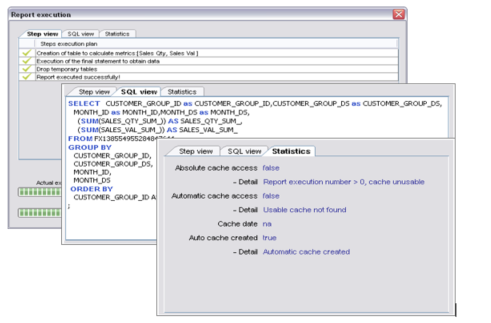 Report execution
Step view SQL view Statistics
Steps execution plan
Creation of table to calculate metrics [Sales Qty, Sales Val ]
Execution of the final statement to obtain data
Drop temporary tables
Report executed successfully!
Actual ex
Step view SQL view Statistics
SELECT CUSTOMER_GROUP_ID as CUSTOMER_GROUP_ID,CUSTOMER_GROUP_DS as CUSTOMER_GROUP_DS,
MONTH_ID as MONTH_ID,MONTH_DS as MONTH_DS,
(SUM(SALES_QTY_SUM_)) AS SALES_QTY_SUM_,
(SUM(SALES_VAL_SUM_)) AS SALES_VAL_SUM_
FROM
GROUP BY
CUSTOMER_GROUP_ID,
CUSTOMER_GROUP_DS,
MONTH_ID,
MONTH_DS
ORDER BY
CUSTOMER_GROUP_ID A
;
Step view SQL view Statistics
Absolute cache access false
– Detail Report execution number > 0, cache unusable
Automatic cache access false
– Detail Usable cache not found
Cache date na
Auto cache created true
– Detail Automatic cache created